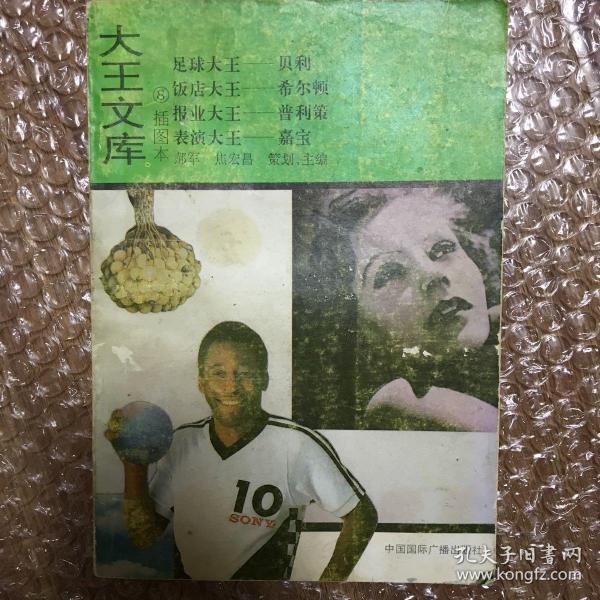 大王文库
⑧插图本
足球大王——贝利
饭店大王——希尔顿
报业大王——普利策
表演大王——嘉宝
郝军 焦宏昌 策划、主编
10
SONY
中国国际广播出版社
孔夫子旧书网
www.kongfz.com